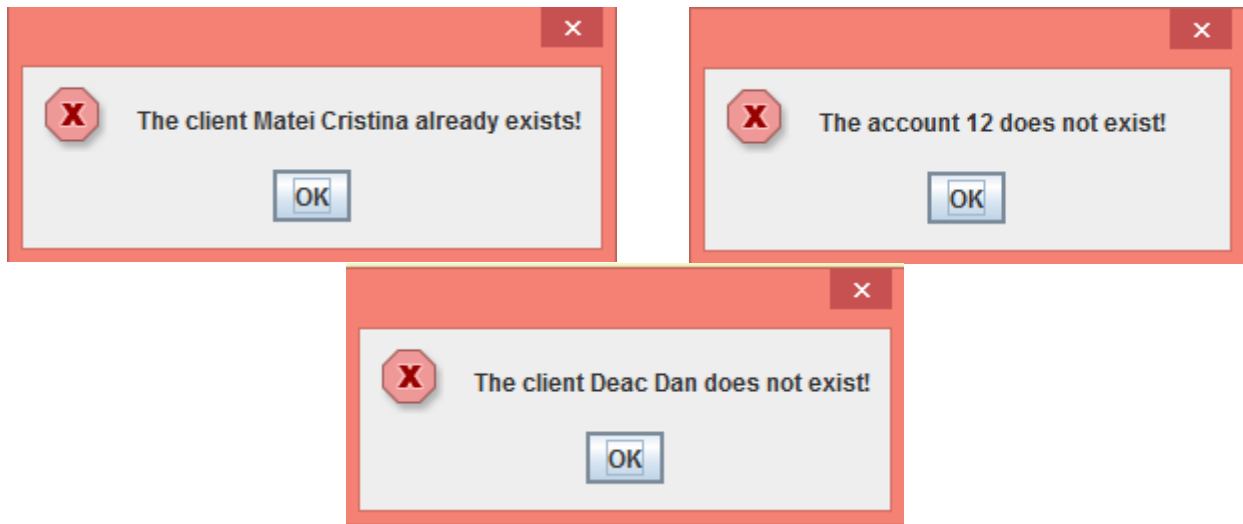 The client Matei Cristina already exists!
OK
The account 12 does not exist!
OK
The client Deac Dan does not exist!
OK